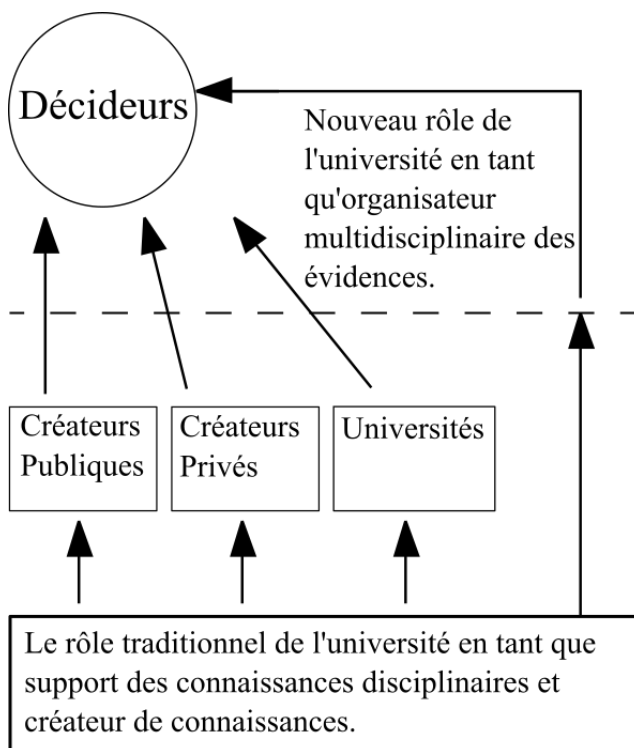 Décideurs
Nouveau rôle de
l'université en tant
qu'organisateur
multidisciplinaire des
évidences.
Créateurs
Publiques
Créateurs
Privés
Universités
Le rôle traditionnel de l'université en tant que
support des connaissances disciplinaires et
créateur de connaissances.